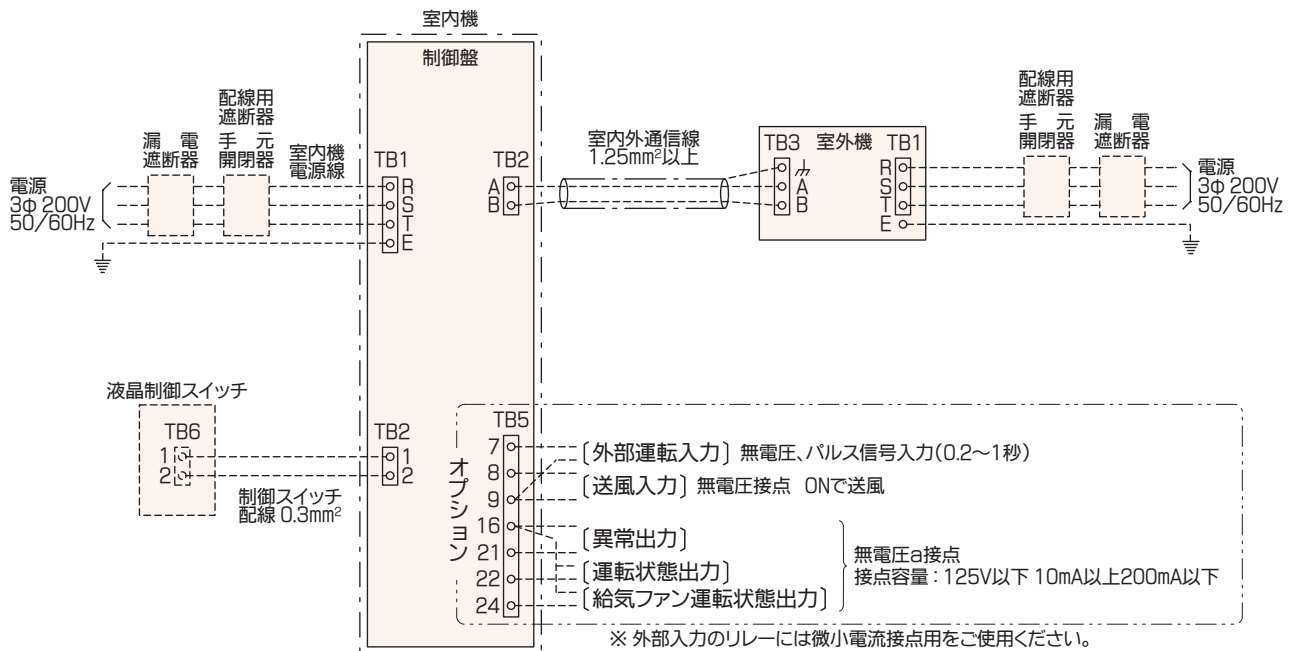 室内機
制御盤
配線用
遮断器
手 元
開閉器
漏 電
遮断器
室内機
電源線
電源
3φ 200V
50/60Hz
TB1
R
S
T
E
TB2
A
B
室内外通信線
1.25mm²以上
TB3
室外機
TB1
A
B
R
S
T
E
配線用
遮断器
手 元
開閉器
漏 電
遮断器
電源
3φ 200V
50/60Hz
液晶制御スイッチ
TB6
1
2
制御スイッチ
配線 0.3mm²
TB2
1
2
オプション
TB5
7
8
9
16
21
22
24
〔外部運転入力〕 無電圧、パルス信号入力(0.2〜1秒)
〔送風入力〕 無電圧接点 ONで送風
〔異常出力〕
〔運転状態出力〕
〔給気ファン運転状態出力〕
無電圧a接点
接点容量：125V以下 10mA以上200mA以下
※ 外部入力のリレーには微小電流接点用をご使用ください。